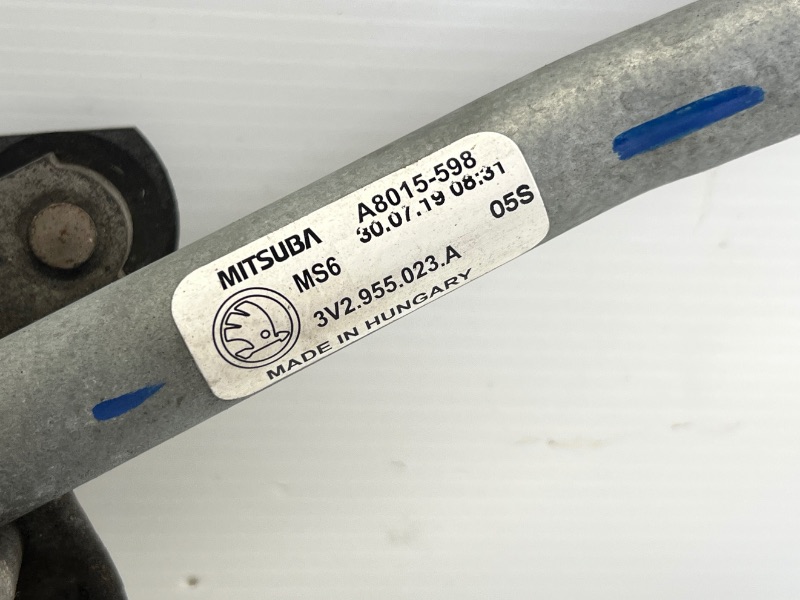 MITSUBA A8015-598
MS6 30.07.19 08:31
05S
3V2.955.023.A
MADE IN HUNGARY